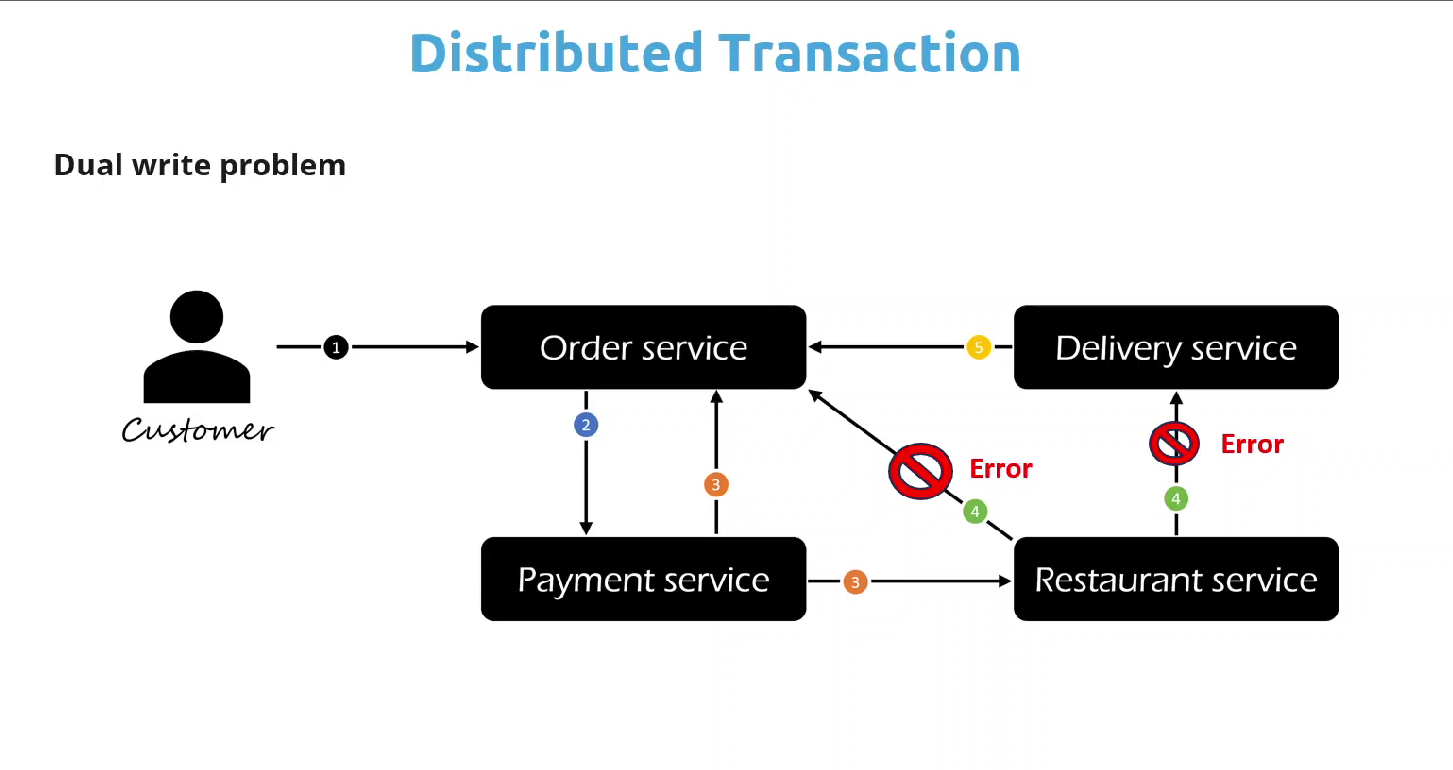 Distributed Transaction
Dual write problem
1
Order service
5
Delivery service
Customer
2
3
Error
4
Error
4
Payment service
3
Restaurant service